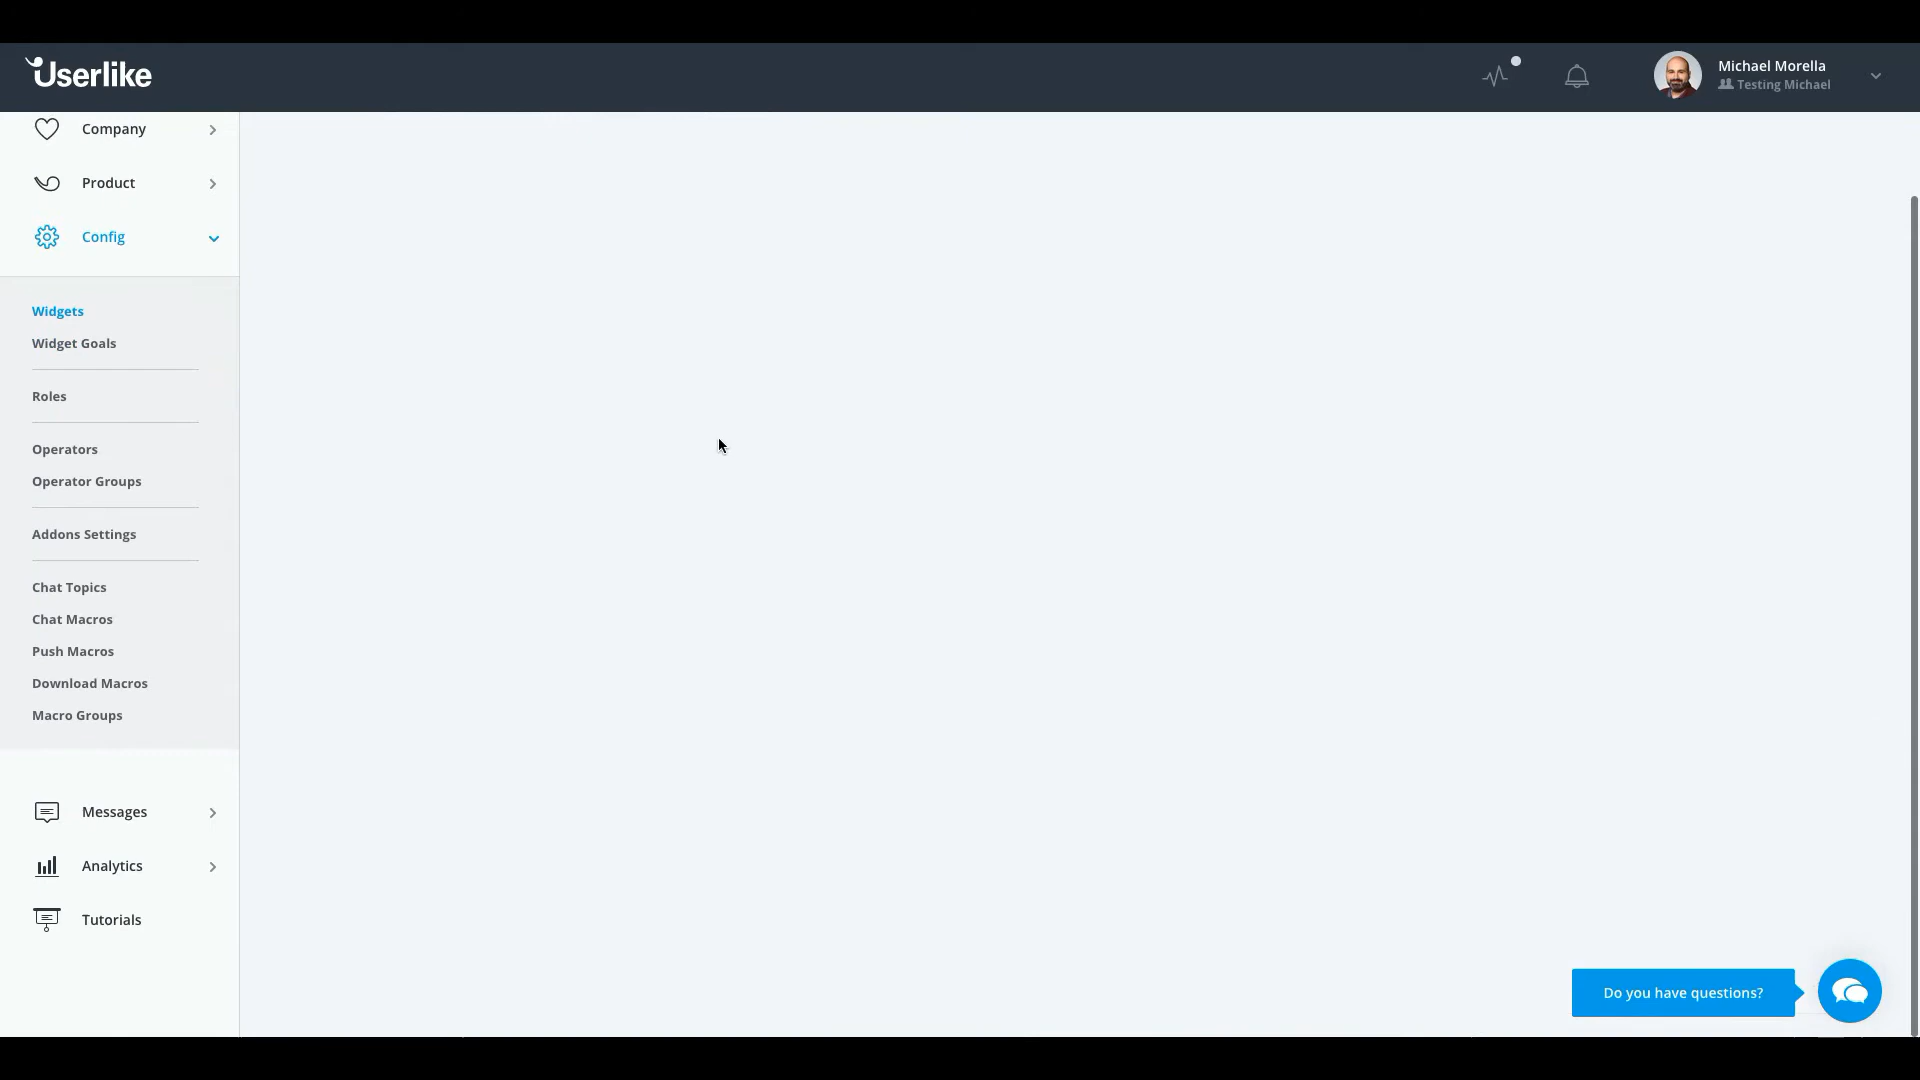 Userlike
Michael Morella
Testing Michael
Company
Product
Config
Widgets
Widget Goals
Roles
Operators
Operator Groups
Addons Settings
Chat Topics
Chat Macros
Push Macros
Download Macros
Macro Groups
Messages
Analytics
Tutorials
Do you have questions?